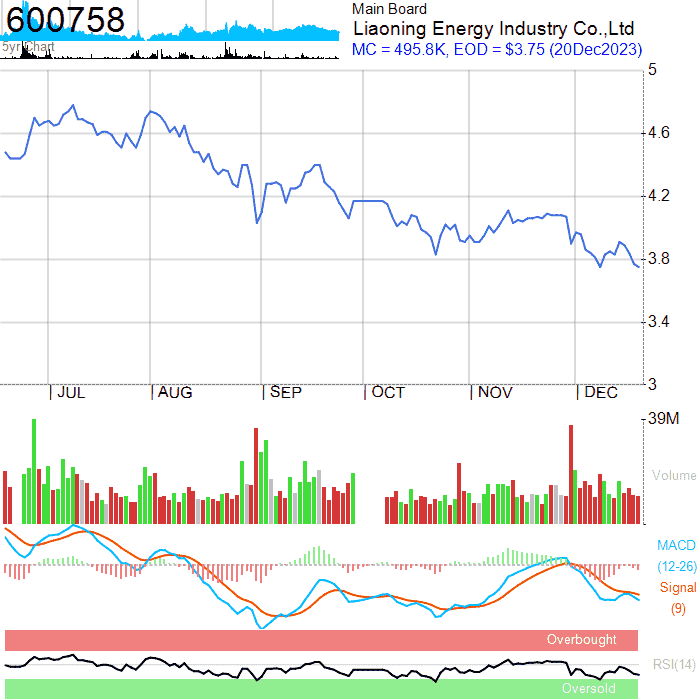 600758
5yr Chart
Main Board
Liaoning Energy Industry Co.,Ltd
MC = 495.8K, EOD = $3.75 (20Dec2023)
5
4.6
4.2
3.8
3.4
3
JUL AUG SEP OCT NOV DEC
39M
Volume
MACD
(12-26)
Signal
(9)
Overbought
RSI(14)
Oversold